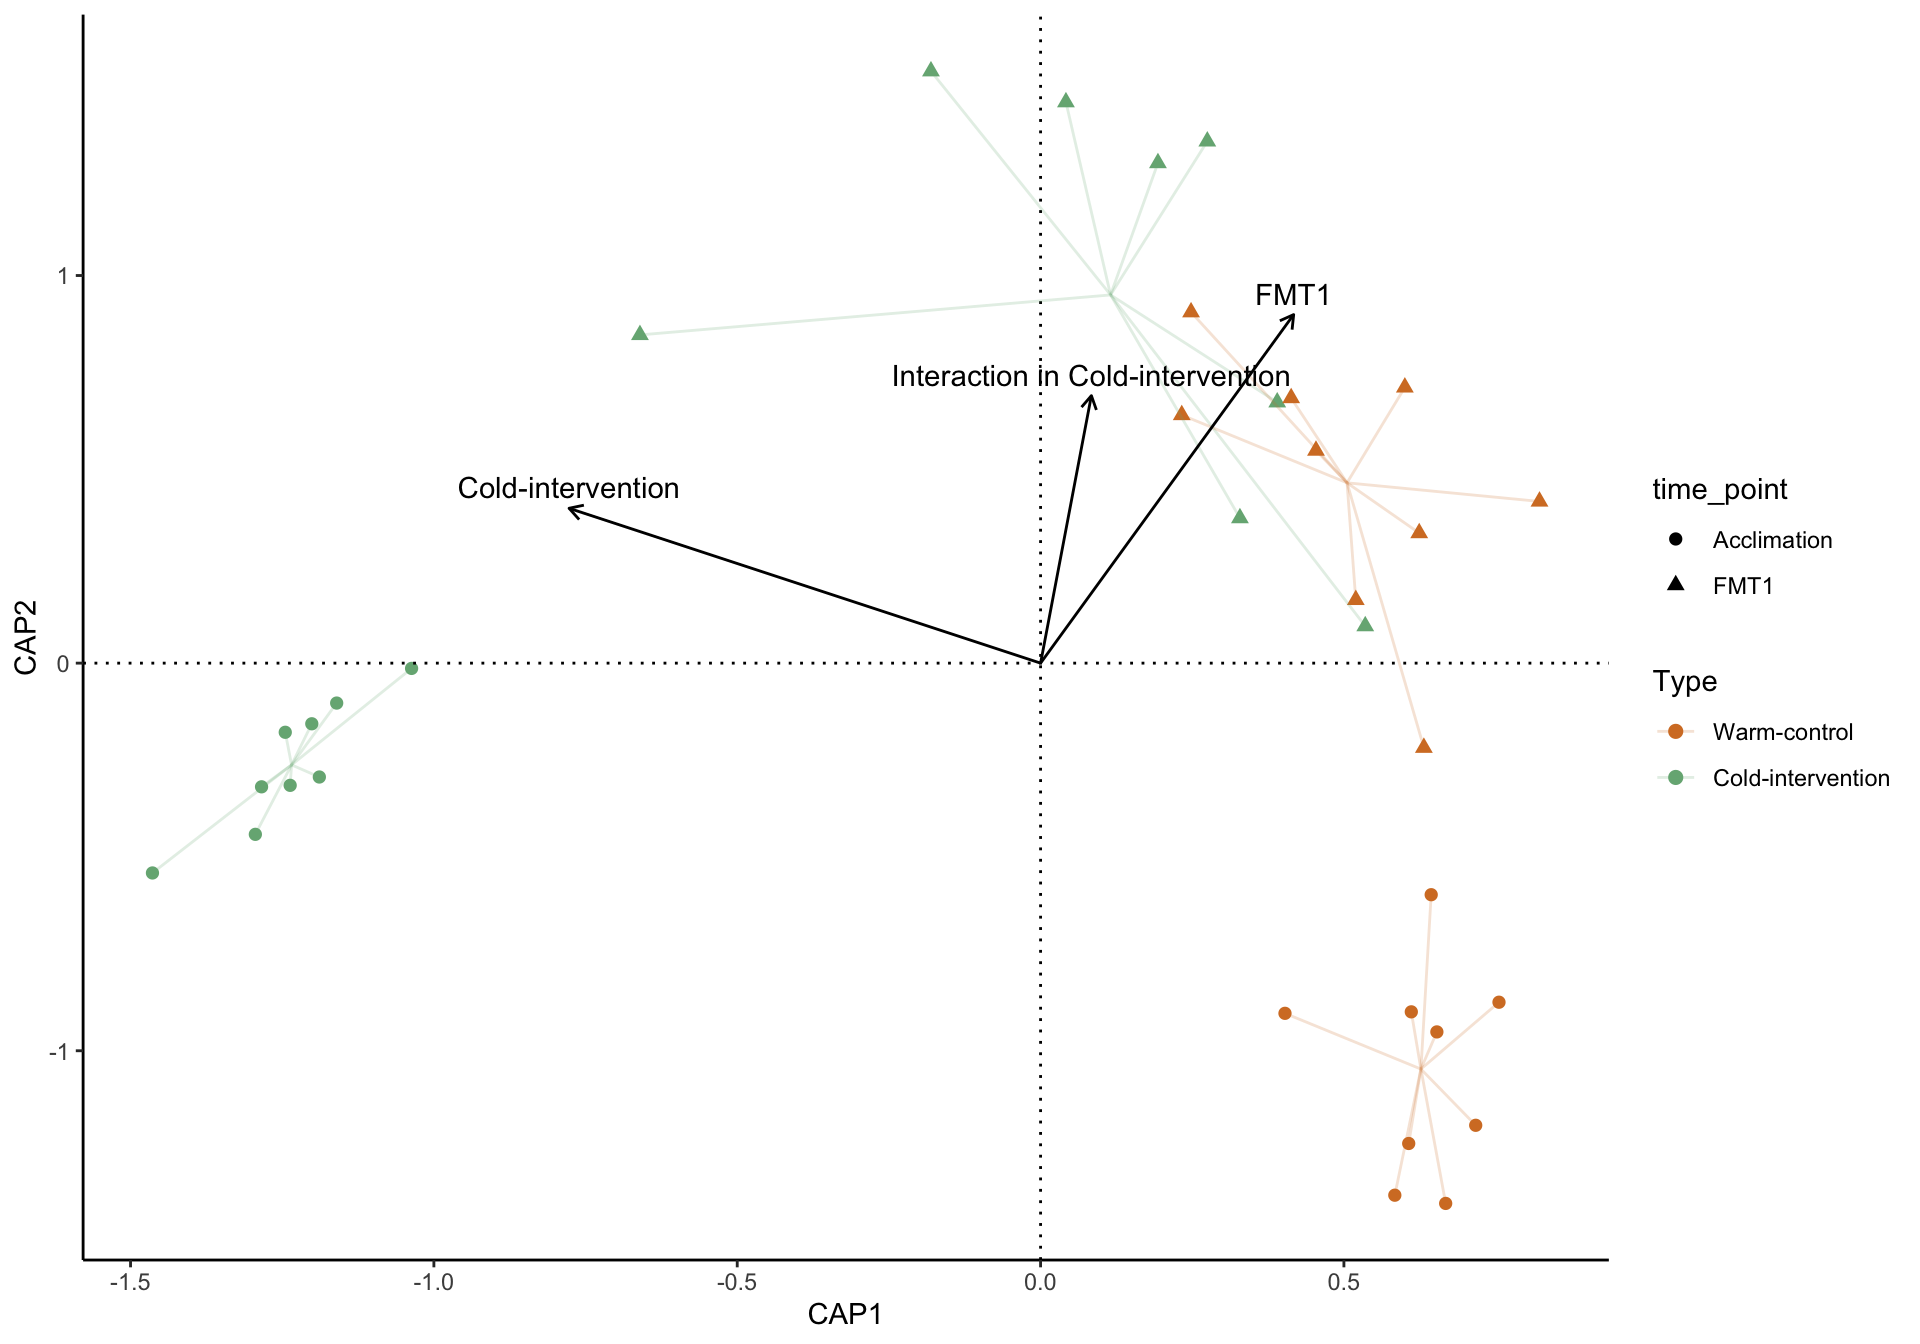 FMT1
Interaction in Cold-intervention
Cold-intervention
1
0
-1
CAP2
-1.5
-1.0
-0.5
0.0
0.5
CAP1
time_point
Acclimation
FMT1
Type
Warm-control
Cold-intervention